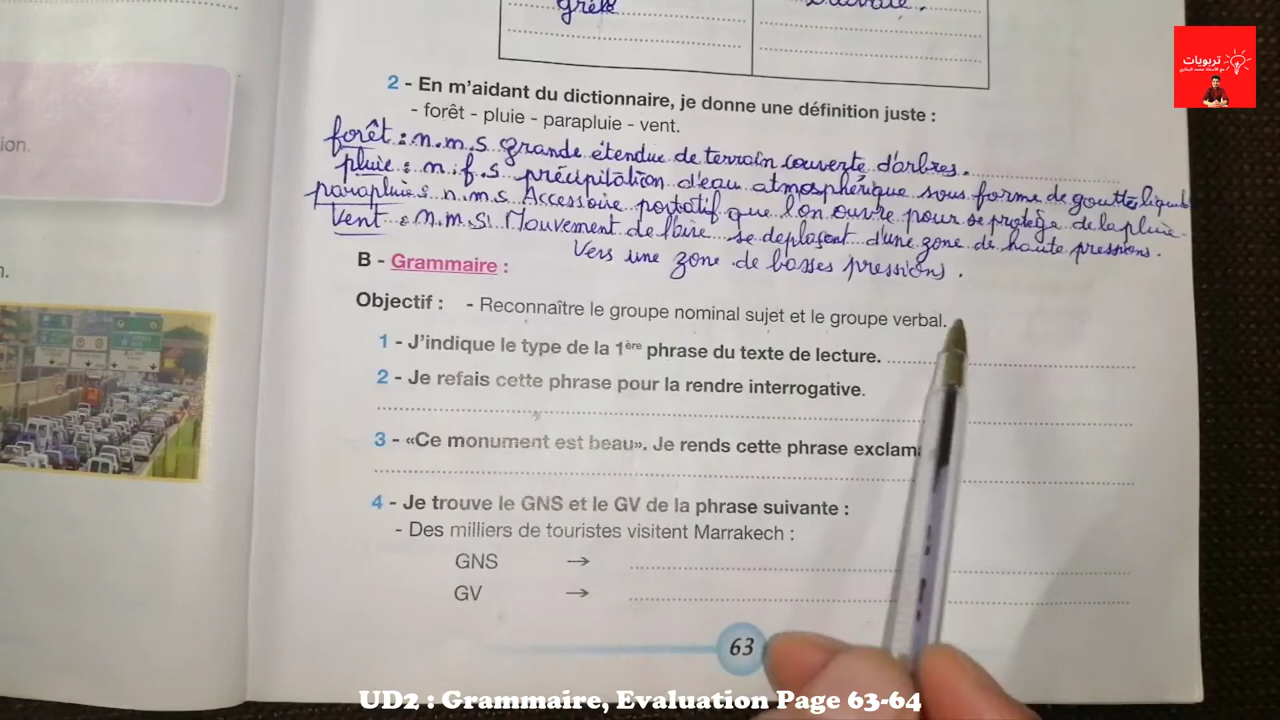 grêle
تربويات
2 - En m'aidant du dictionnaire, je donne une définition juste :
- forêt - pluie - parapluie - vent.
forêt : n.m.s grande étendue de terrain couverte d'arbres.
ion.
pluie : n.f.s précipitation d'eau atmosphérique sous forme de goutte
parapluie : n.m.s Accessoire portatif que l'on ouvre pour se protège de la pluie
Vent : n.m.s Mouvement de l'aire se deplaçant d'une zone de haute pressions.
Vers une zone de basses pressions.
B - Grammaire :
n.
Objectif : - Reconnaître le groupe nominal sujet et le groupe verbal.
1 - J'indique le type de la 1ère phrase du texte de lecture.
2 - Je refais cette phrase pour la rendre interrogative.
3 - «Ce monument est beau». Je rends cette phrase exclam
4 - Je trouve le GNS et le GV de la phrase suivante :
- Des milliers de touristes visitent Marrakech :
GNS →
GV →
63
UD2 : Grammaire, Evaluation Page 63-64